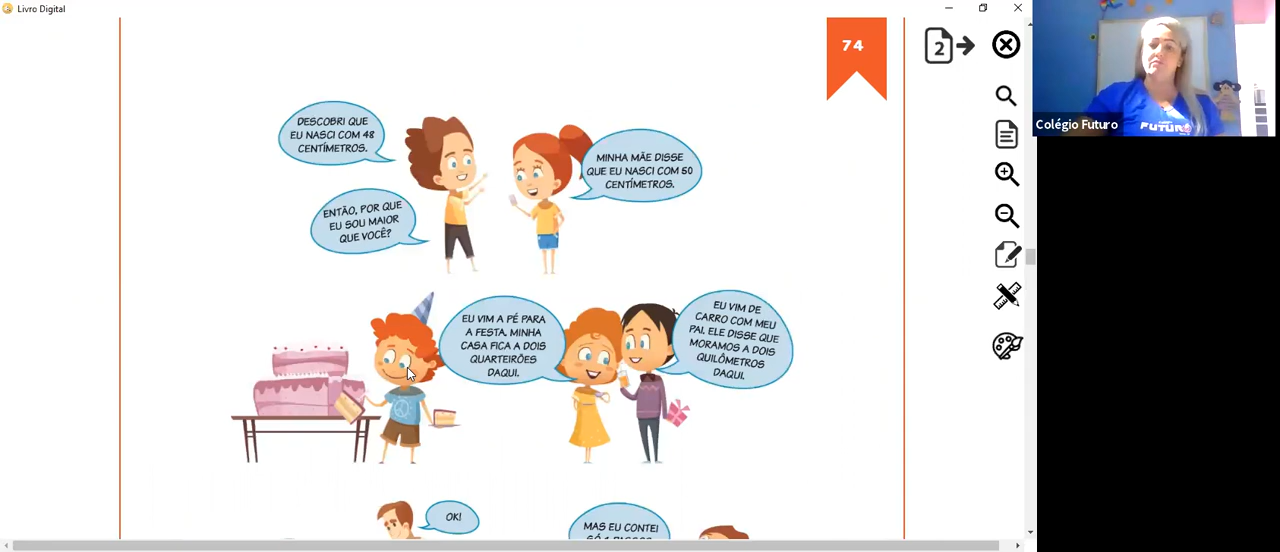 Livro Digital
74
2
DESCOBRI QUE
EU NASCI COM 48
CENTÍMETROS.
MINHA MÃE DISSE
QUE EU NASCI COM 50
CENTÍMETROS.
ENTÃO, POR QUE
EU SOU MAIOR
QUE VOCÊ?
EU VIM A PÉ PARA
A FESTA. MINHA
CASA FICA A DOIS
QUARTEIRÕES
DAQUI.
EU VIM DE
CARRO COM MEU
PAI. ELE DISSE QUE
MORAMOS A DOIS
QUILÔMETROS
DAQUI.
OK!
MAS EU CONTEI
Colégio Futuro
FUTURO